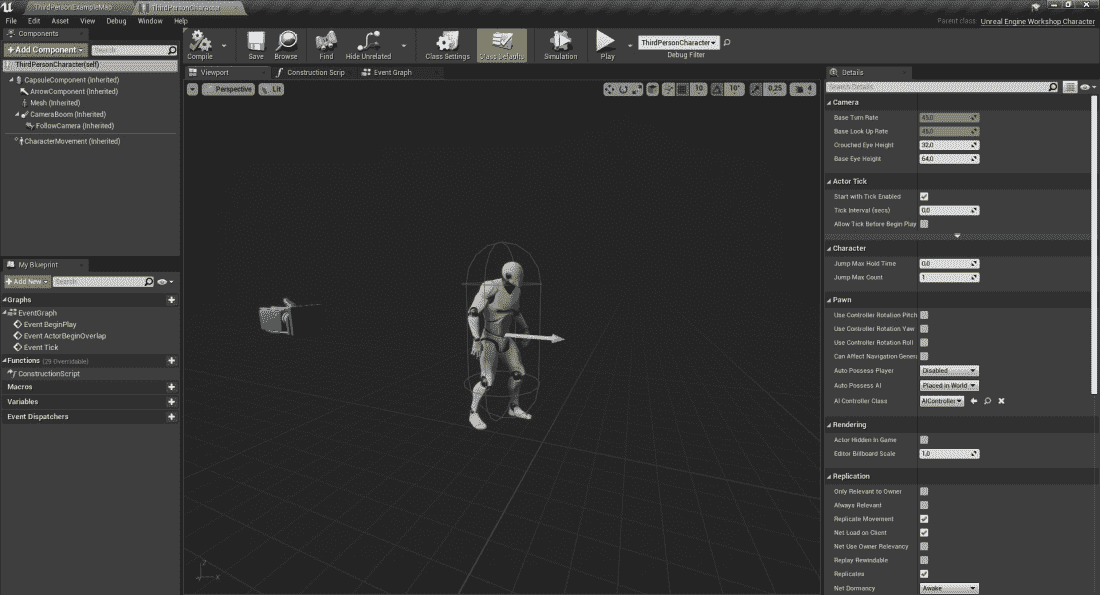 ThirdPersonExampleMap
ThirdPersonCharacter
File Edit Asset View Debug Window Help
Parent class: Unreal Engine Workshop Character
Components
+Add Component
Search
ThirdPersonCharacter(self)
CapsuleComponent (Inherited)
ArrowComponent (Inherited)
Mesh (Inherited)
CameraBoom (Inherited)
FollowCamera (Inherited)
CharacterMovement (Inherited)
My Blueprint
+Add New
Search
Graphs
EventGraph
Event BeginPlay
Event ActorBeginOverlap
Event Tick
Functions (29 Overridable)
ConstructionScript
Macros
Variables
Event Dispatchers
Compile
Save
Browse
Find
Hide Unrelated
Class Settings
Class Defaults
Simulation
Play
ThirdPersonCharacter
Debug Filter
Viewport
Construction Scrip
Event Graph
Perspective
Lit
10
10°
0,25
4
Details
Search Details
Camera
Base Turn Rate 45,0
Base Look Up Rate 45,0
Crouched Eye Height 32,0
Base Eye Height 64,0
Actor Tick
Start with Tick Enabled
Tick Interval (secs) 0,0
Allow Tick Before Begin Play
Character
Jump Max Hold Time 0,0
Jump Max Count 1
Pawn
Use Controller Rotation Pitch
Use Controller Rotation Yaw
Use Controller Rotation Roll
Can Affect Navigation Genera
Auto Possess Player Disabled
Auto Possess AI Placed in World
AI Controller Class AIController
Rendering
Actor Hidden In Game
Editor Billboard Scale 1,0
Replication
Only Relevant to Owner
Always Relevant
Replicate Movement
Net Load on Client
Net Use Owner Relevancy
Replay Rewindable
Replicates
Net Dormancy Awake